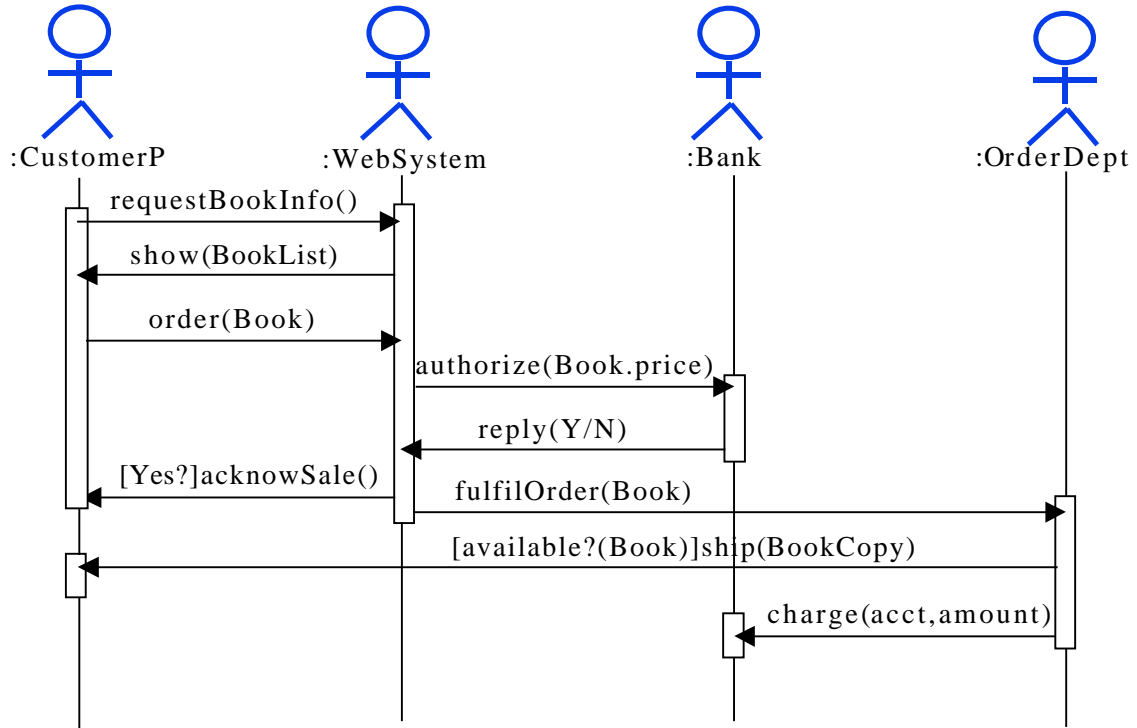 :CustomerP
:WebSystem
:Bank
:OrderDept
requestBookInfo()
show(BookList)
order(Book)
authorize(Book.price)
reply(Y/N)
[Yes?]acknowSale()
fulfilOrder(Book)
[available?(Book)]ship(BookCopy)
charge(acct,amount)